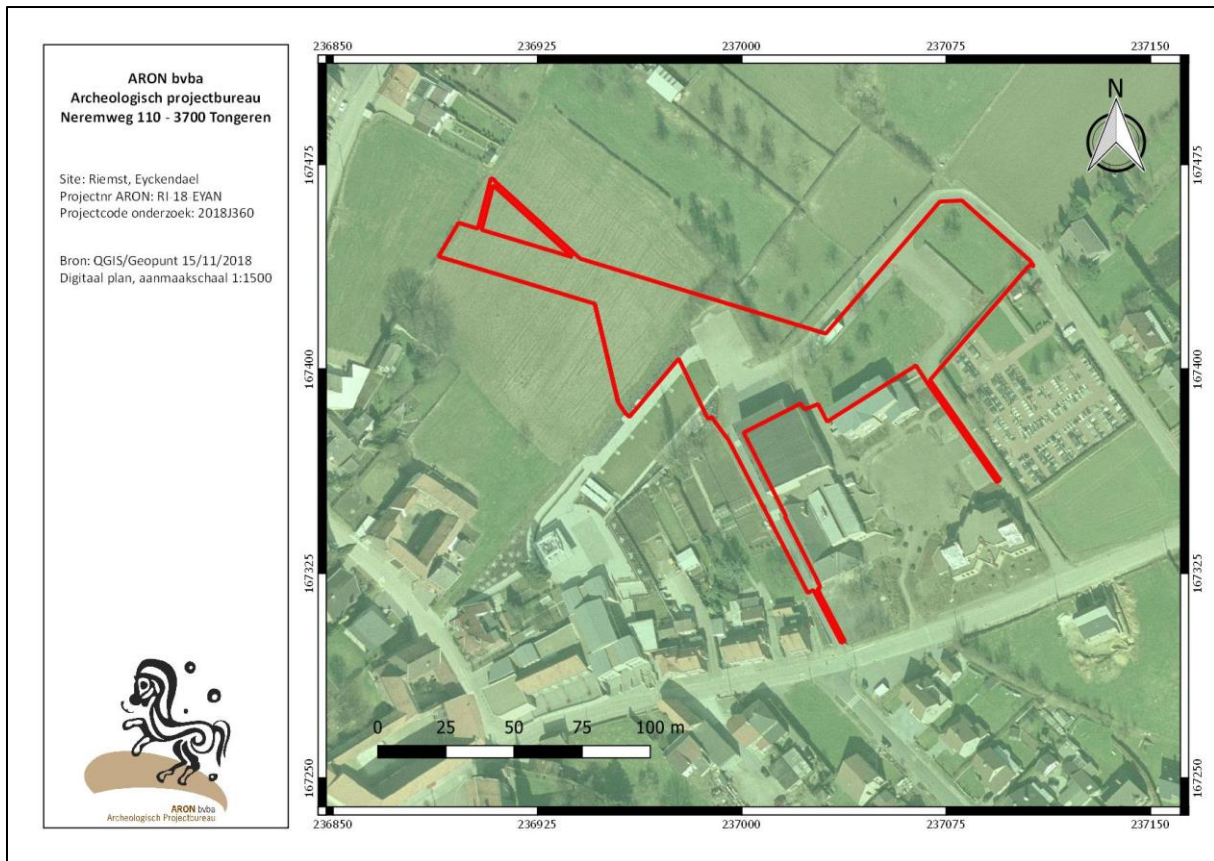 ARON bvba
Archeologisch projectbureau
Neremweg 110 - 3700 Tongeren
Site: Riemst, Eyckendael
Projectnr ARON: RI-18-EYAN
Projectcode onderzoek: 2018J360
Bron: QGIS/Geopunt 15/11/2018
Digitaal plan, aanmaakschaal 1:1500
ARON bvba
Archeologisch Projectbureau
236850 236925 237000 237075 237150
167475 167475
N
167400 167400
167325 167325
0 25 50 75 100 m
167250 167250
236850 236925 237000 237075 237150